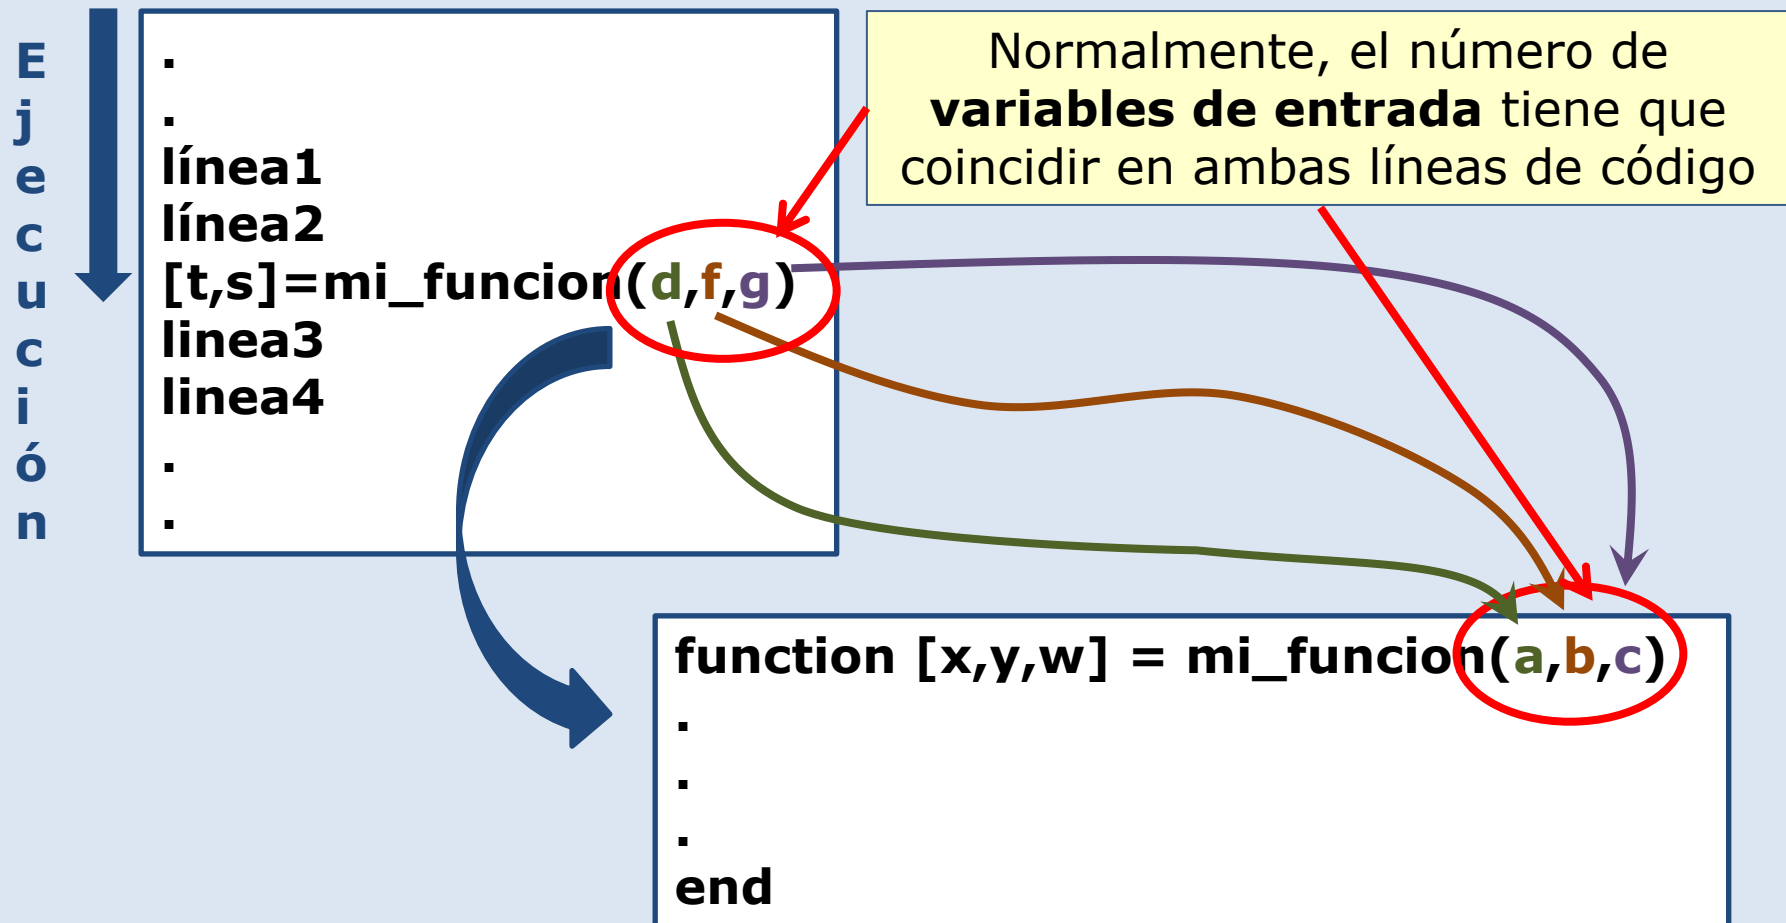 Ejecución
.
.
línea1
línea2
[t,s]=mi_funcion(d,f,g)
linea3
linea4
.
.
Normalmente, el número de
variables de entrada tiene que
coincidir en ambas líneas de código
function [x,y,w] = mi_funcion(a,b,c)
.
.
.
end